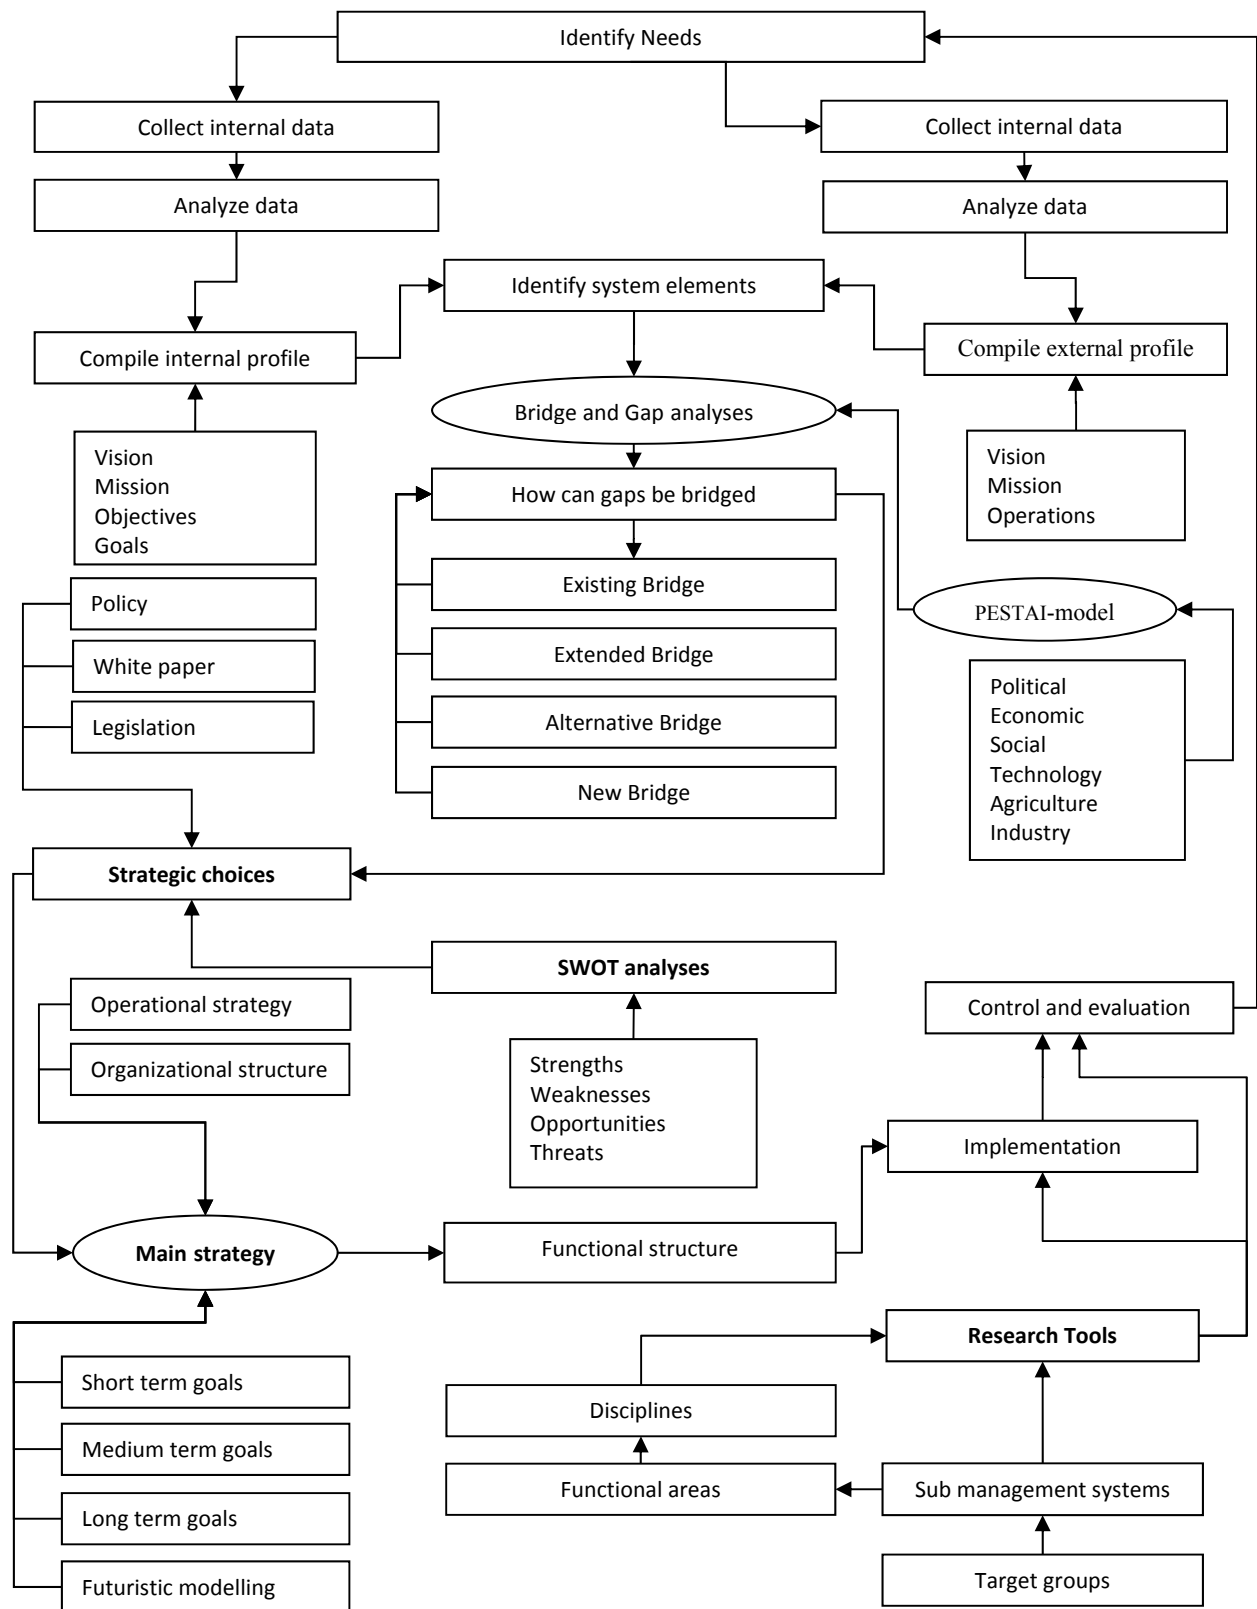 Identify Needs
Collect internal data
Collect internal data
Analyze data
Analyze data
Identify system elements
Compile internal profile
Compile external profile
Bridge and Gap analyses
Vision
Mission
Objectives
Goals
Vision
Mission
Operations
How can gaps be bridged
Existing Bridge
Extended Bridge
Alternative Bridge
New Bridge
Policy
White paper
Legislation
PESTAI-model
Political
Economic
Social
Technology
Agriculture
Industry
Strategic choices
SWOT analyses
Strengths
Weaknesses
Opportunities
Threats
Operational strategy
Organizational structure
Control and evaluation
Implementation
Main strategy
Functional structure
Research Tools
Short term goals
Medium term goals
Long term goals
Futuristic modelling
Disciplines
Functional areas
Sub management systems
Target groups